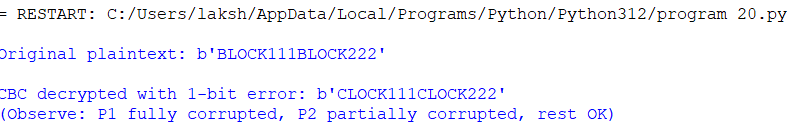 = RESTART: C:/Users/laksh/AppData/Local/Programs/Python/Python312/program 20.py
Original plaintext: b'BLOCK111BLOCK222'
CBC decrypted with 1-bit error: b'CLOCK111CLOCK222'
(Observe: P1 fully corrupted, P2 partially corrupted, rest OK)